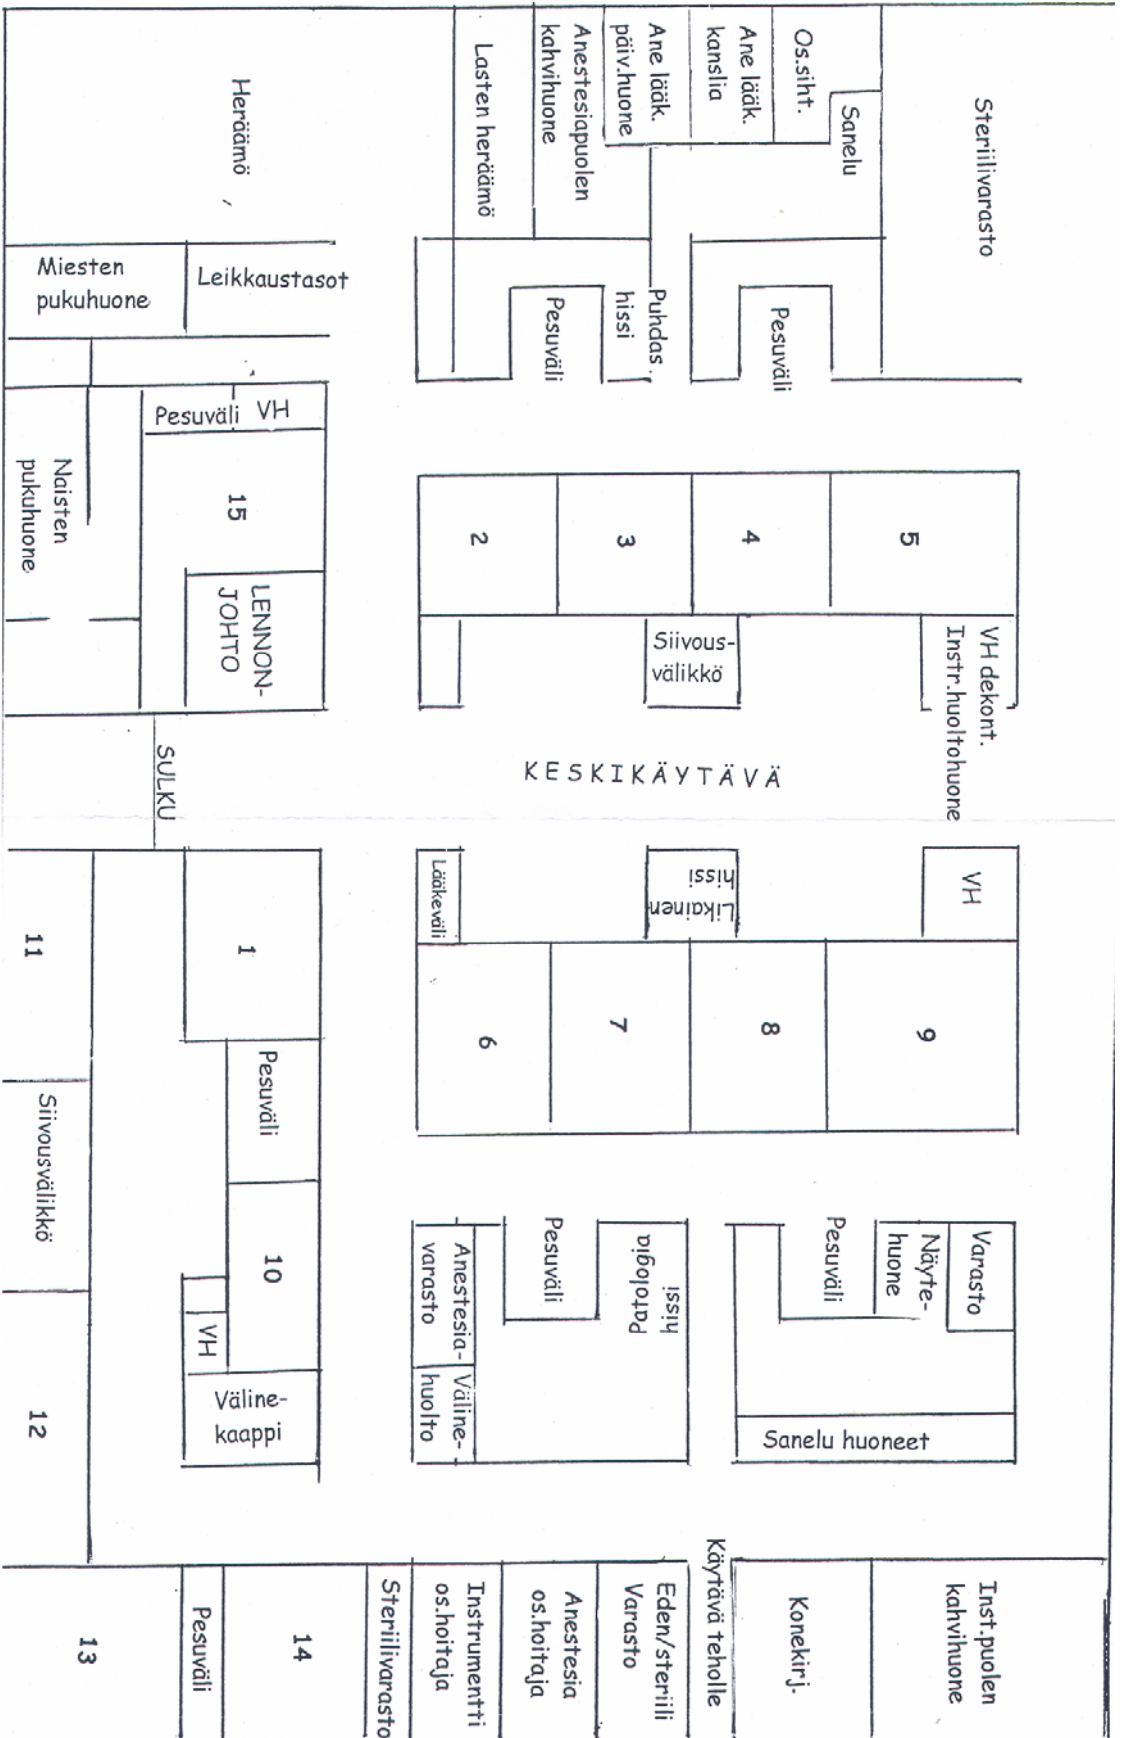 Steriilivarasto
Sanelu
Os.siht.
Ane lääk.
kanslia
Ane lääk.
päiv.huone
Anestesiapuolen
kahvihuone
Lasten heräämö
Heräämö
Miesten
pukuhuone
Leikkaustasot
Puhdas
hissi
Pesuväli
Pesuväli
Pesuväli
VH
Naisten
pukuhuone
15
LENNON-
JOHTO
2
3
4
5
Siivous-
välikkö
VH dekont.
Instr.huoltohuone
SULKU
KESKIKÄYTÄVÄ
Lääkeväli
Likainen
hissi
VH
11
1
6
7
8
9
Siivousvälikkö
Pesuväli
10
VH
Väline-
kaappi
12
Anestesia-
varasto
Väline-
huolto
Pesuväli
hissi
Patologia
Pesuväli
Näyte-
huone
Varasto
Sanelu huoneet
13
Pesuväli
14
Steriilivarasto
Instrumentti
os.hoitaja
Anestesia
os.hoitaja
Eden/steriili
Varasto
Käytävä teholle
Konekirj.
Inst.puolen
kahvihuone